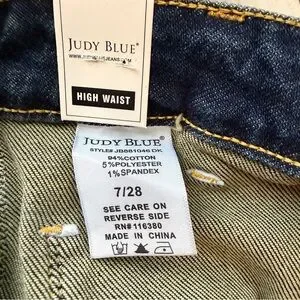 JUDY BLUE®
HIGH WAIST
JUDY BLUE®
STYLE# JB881046 DK
94%COTTON
5%POLYESTER
1%SPANDEX
7/28
SEE CARE ON
REVERSE SIDE
RN#116380
MADE IN CHINA